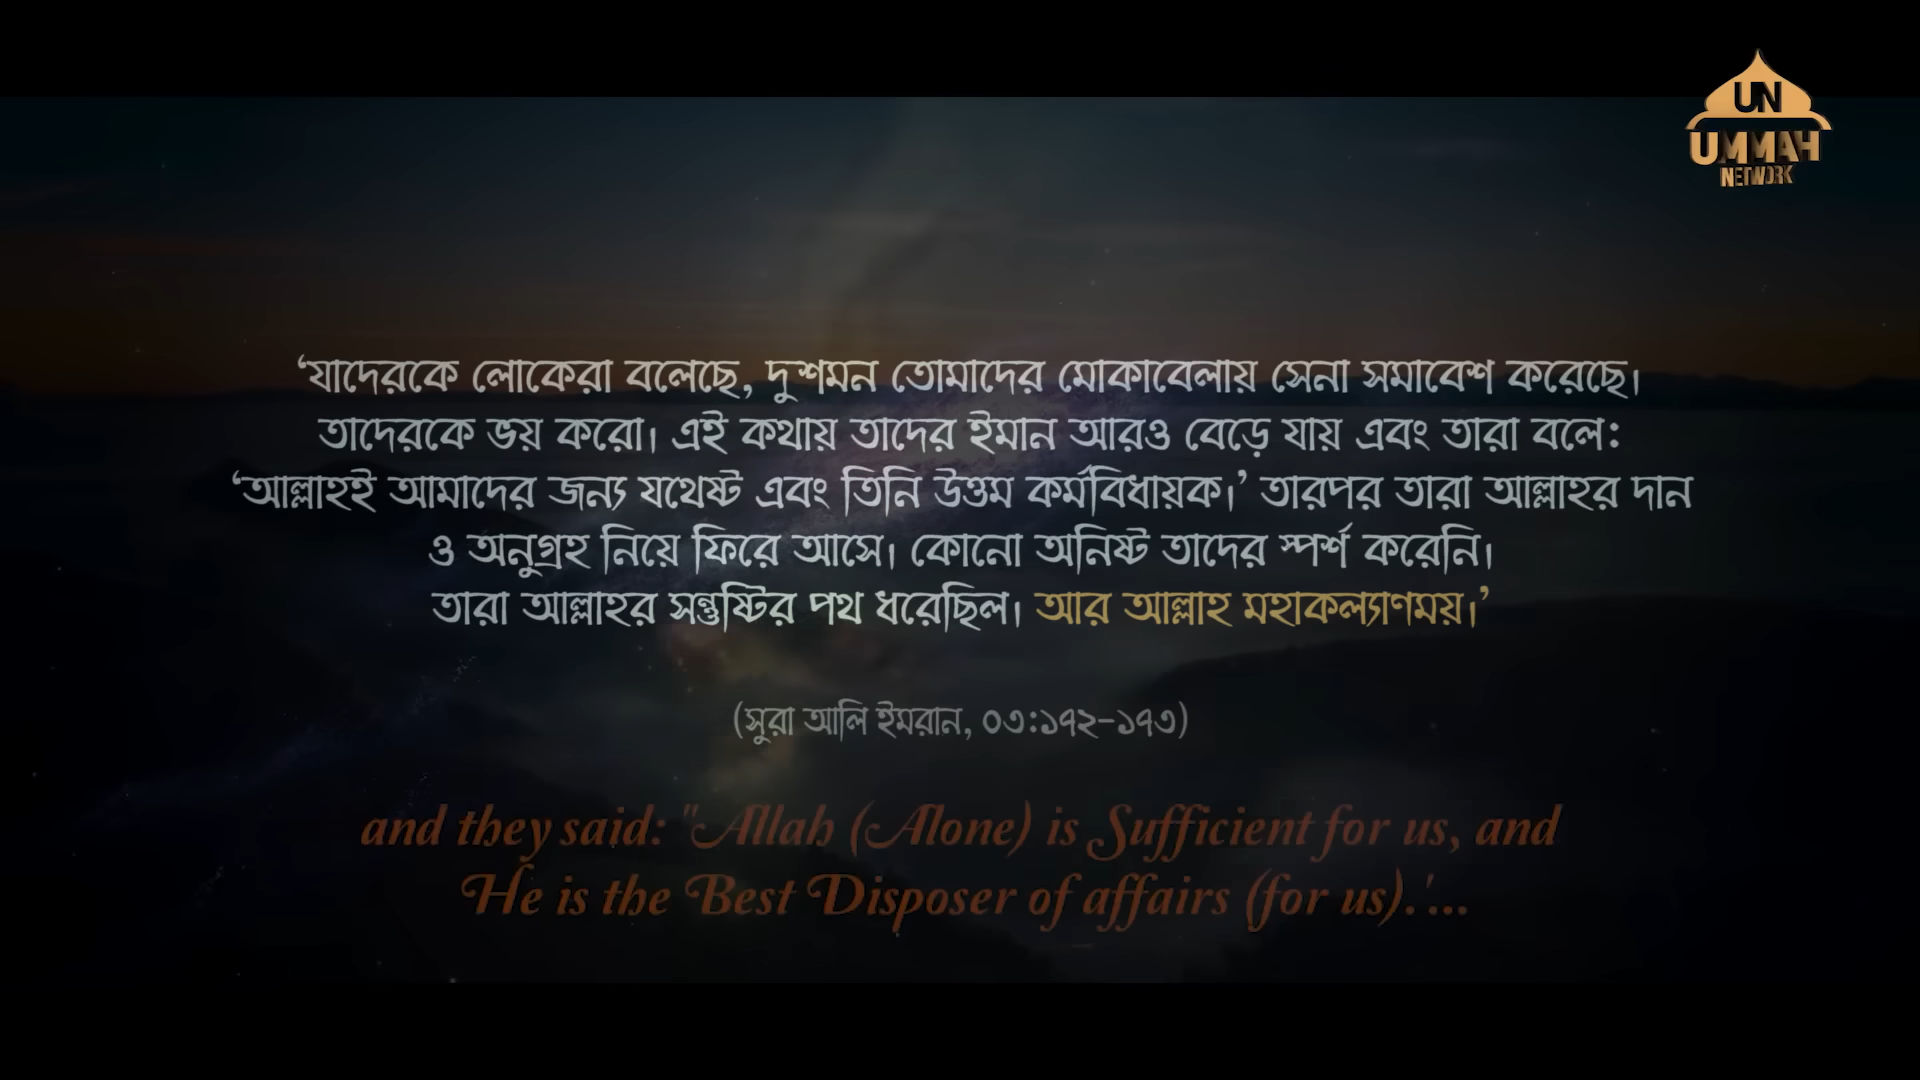 UN
UMMAH
NETWORK
‘যাদেরকে লোকেরা বলেছে, দুশমন তোমাদের মোকাবেলায় সেনা সমাবেশ করেছে।
তাদেরকে ভয় করো। এই কথায় তাদের ইমান আরও বেড়ে যায় এবং তারা বলে:
‘আল্লাহই আমাদের জন্য যথেষ্ট এবং তিনি উত্তম কর্মবিধায়ক।’ তারপর তারা আল্লাহর দান
ও অনুগ্রহ নিয়ে ফিরে আসে। কোনো অনিষ্ট তাদের স্পর্শ করেনি।
তারা আল্লাহর সন্তুষ্টির পথ ধরেছিল। আর আল্লাহ মহাকল্যাণময়।’
(সুরা আলি ইমরান, ০৩:১৭২-১৭৩)
and they said: "Allah (Alone) is Sufficient for us, and
He is the Best Disposer of affairs (for us).'...